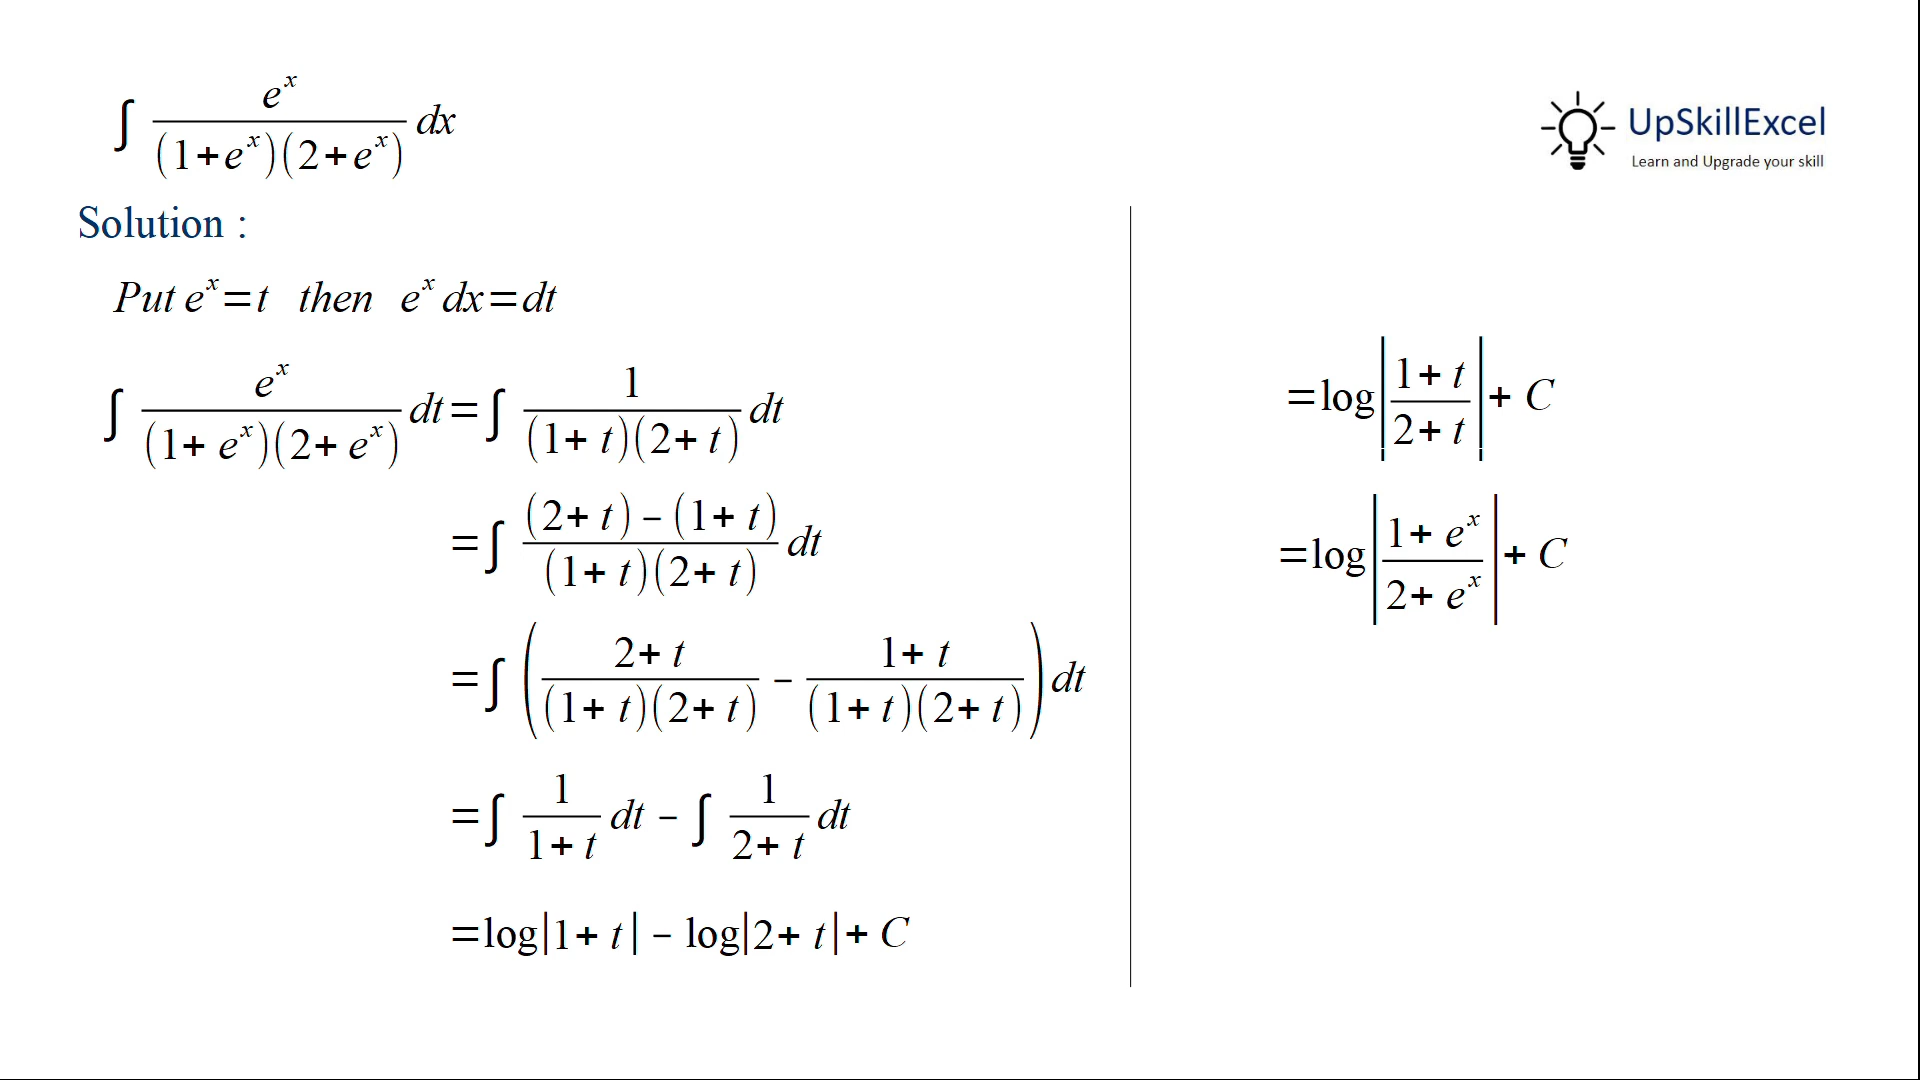 ∫ e^x / (1+e^x)(2+e^x) dx
UpSkillExcel
Learn and Upgrade your skill
Solution :
Put e^x=t then e^x dx=dt
∫ e^x / (1+ e^x)(2+ e^x) dt=∫ 1 / (1+ t)(2+ t) dt
=∫ (2+ t) – (1+ t) / (1+ t)(2+ t) dt
=∫ ( 2+ t / (1+ t)(2+ t) – 1+ t / (1+ t)(2+ t) ) dt
=∫ 1 / 1+ t dt – ∫ 1 / 2+ t dt
=log|1+ t| – log|2+ t|+ C
=log| 1+ t / 2+ t |+ C
=log| 1+ e^x / 2+ e^x |+ C